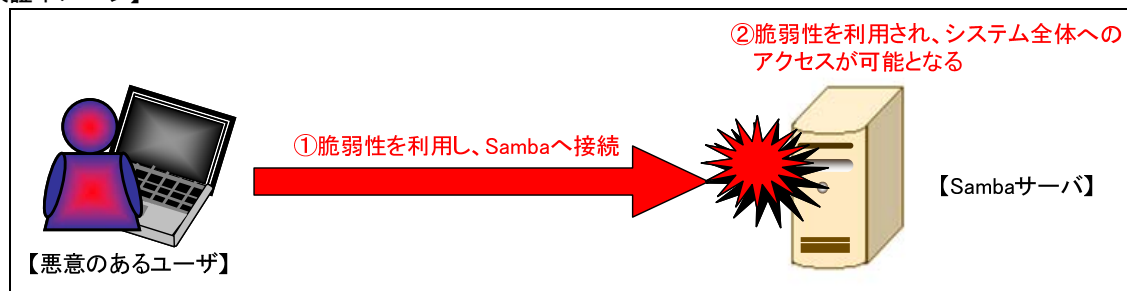 ②脆弱性を利用され、システム全体への
アクセスが可能となる
①脆弱性を利用し、Sambaへ接続
【Sambaサーバ】
【悪意のあるユーザ】